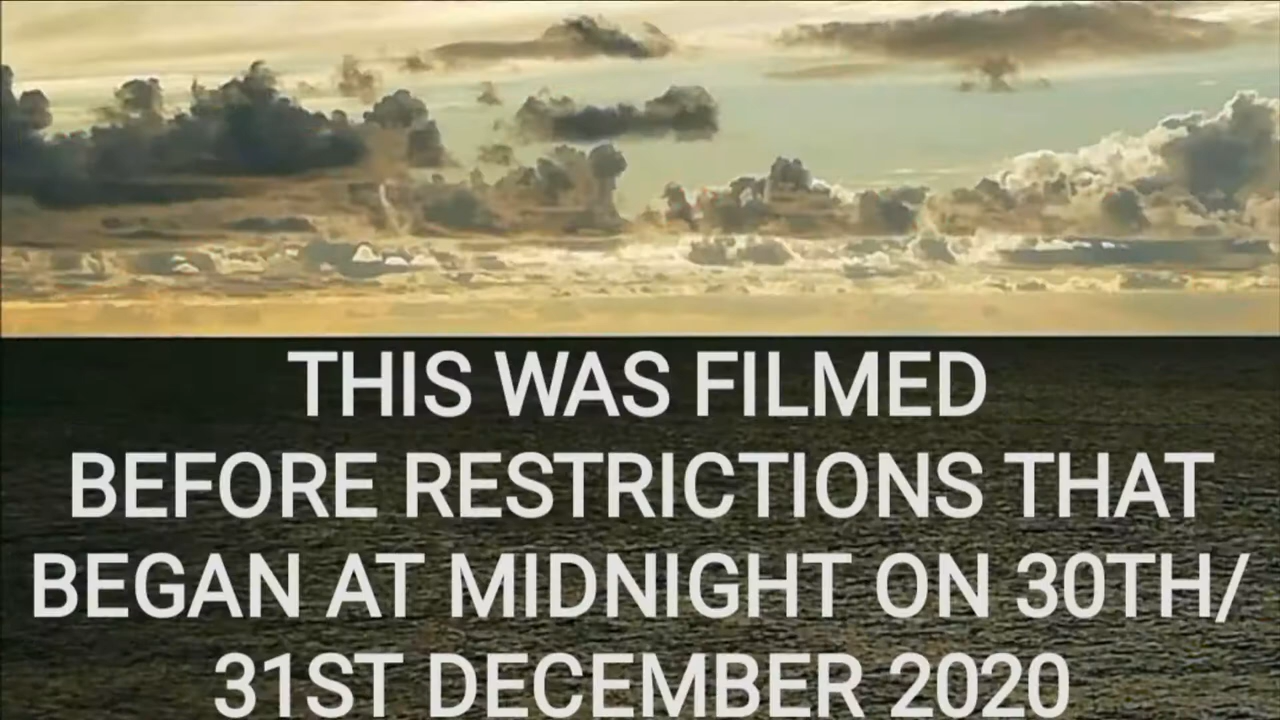 THIS WAS FILMED
BEFORE RESTRICTIONS THAT
BEGAN AT MIDNIGHT ON 30TH/
31ST DECEMBER 2020